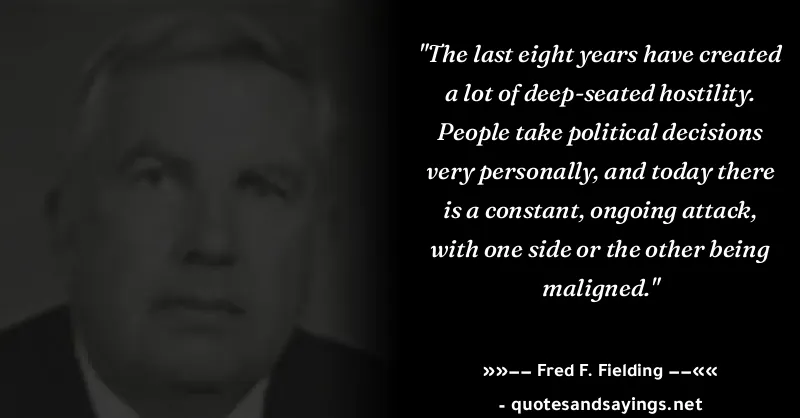 "The last eight years have created
a lot of deep-seated hostility.
People take political decisions
very personally, and today there
is a constant, ongoing attack,
with one side or the other being
maligned."
»»−− Fred F. Fielding −−««
- quotesandsayings.net